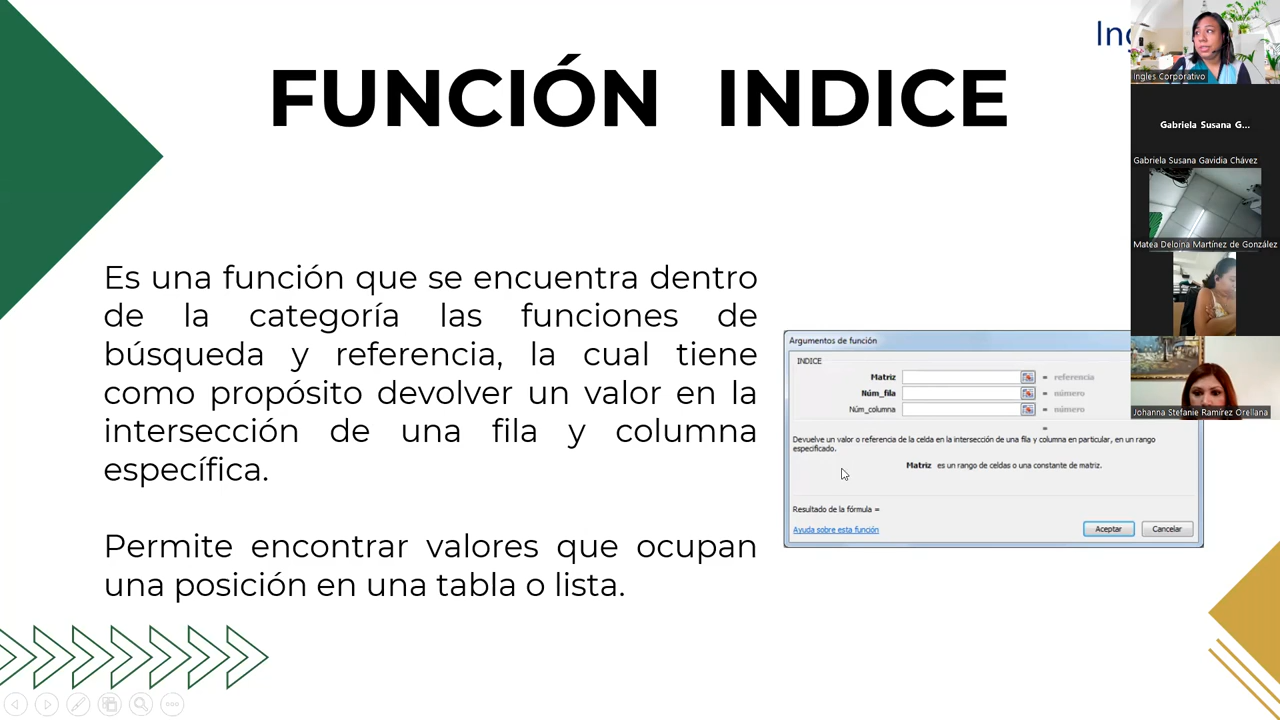 Inc
FUNCIÓN INDICE
Es una función que se encuentra dentro
de la categoría las funciones de
búsqueda y referencia, la cual tiene
como propósito devolver un valor en la
intersección de una fila y columna
específica.
Permite encontrar valores que ocupan
una posición en una tabla o lista.
Argumentos de función
INDICE
Matriz = referencia
Núm_fila = número
Núm_columna = número
=
Devuelve un valor o referencia de la celda en la intersección de una fila y columna en particular, en un rango
especificado.
Matriz es un rango de celdas o una constante de matriz.
Resultado de la fórmula =
Ayuda sobre esta función
Aceptar Cancelar
Ingles Corporativo
Gabriela Susana G...
Gabriela Susana Gavidia Chávez
Matea Deloina Martínez de González
Johanna Stefanie Ramírez Orellana